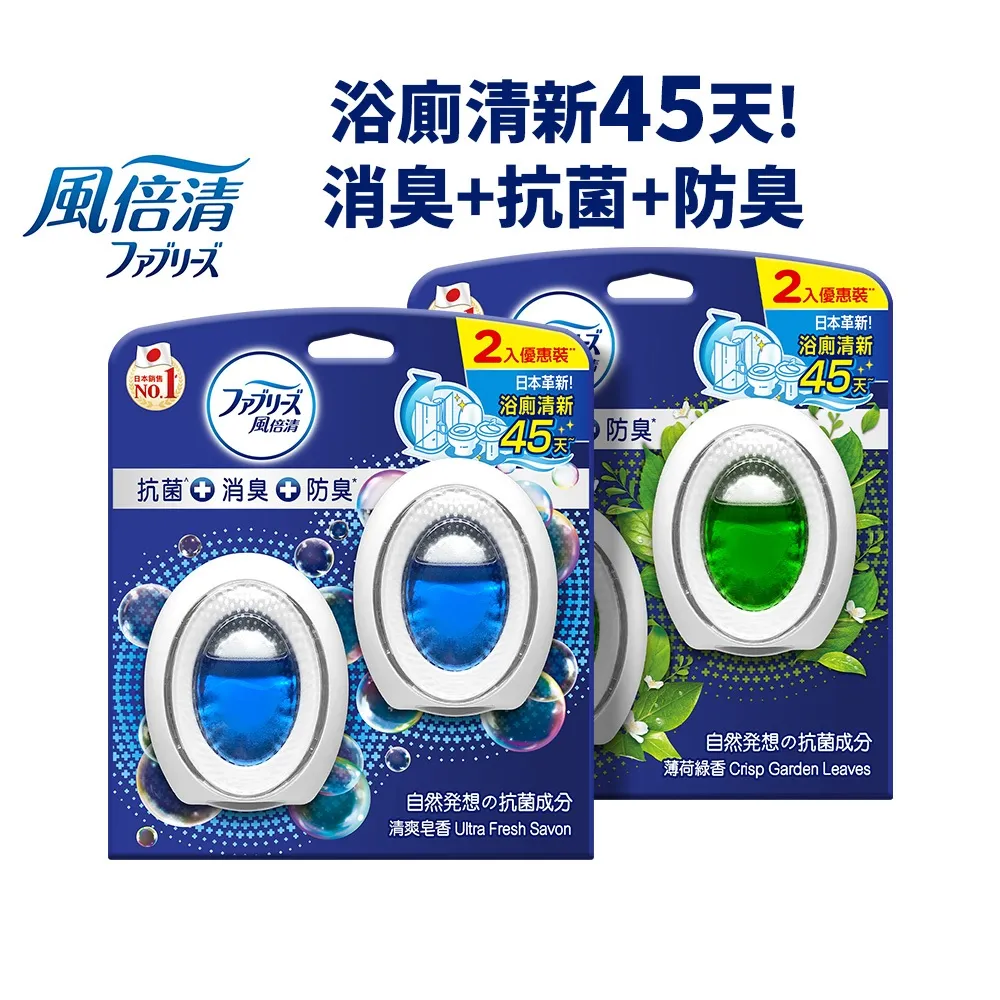 浴廁清新45天!
消臭+抗菌+防臭
風倍清
ファブリーズ
2入優惠裝**
日本革新!
浴廁清新
45天~
日本銷售
NO.1
ファブリーズ
風倍清
抗菌^+消臭+防臭*
自然発想の抗菌成分
清爽皂香 Ultra Fresh Savon
2入優惠裝**
日本革新!
浴廁清新
45天~
防臭*
自然発想の抗菌成分
薄荷綠香 Crisp Garden Leaves